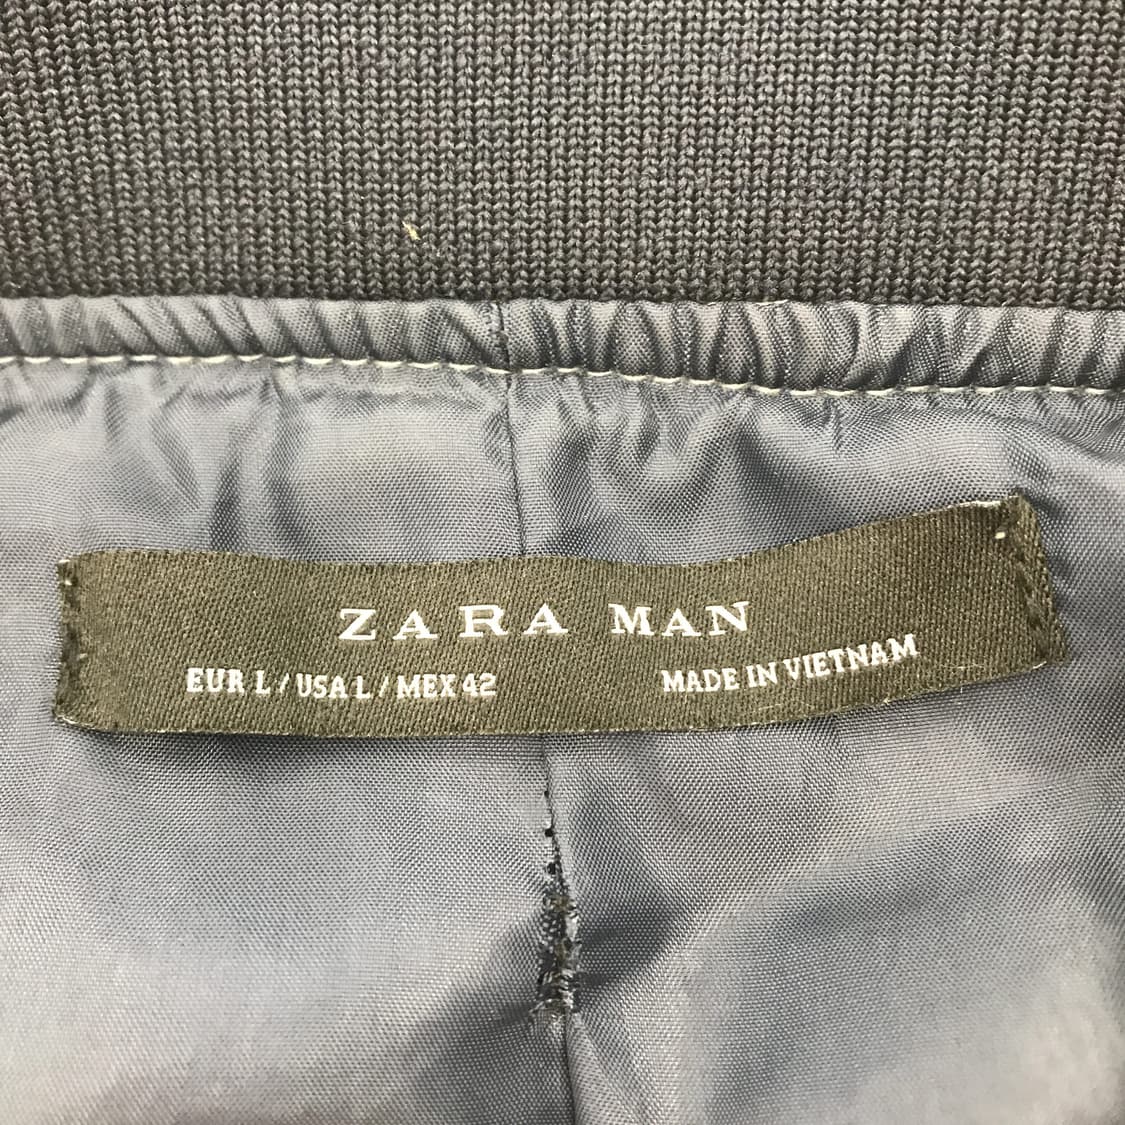 ZARA MAN
EUR L / USA L / MEX 42 MADE IN VIETNAM